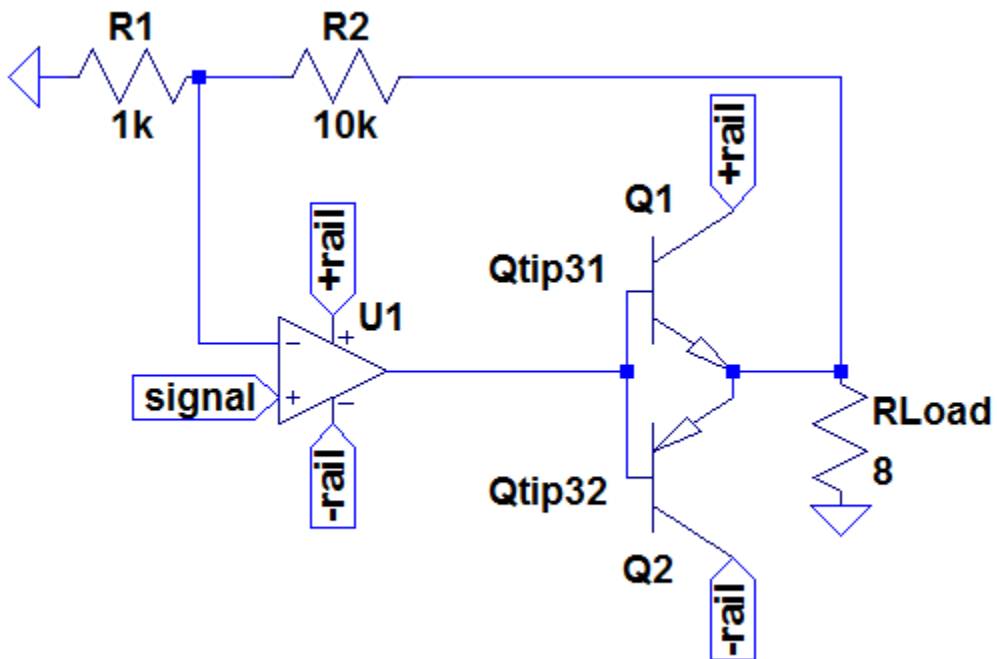 R1
R2
1k
10k
+rail
Q1
Qtip31
+rail
U1
-
+
signal
+
-
-rail
RLoad
8
Qtip32
Q2
-rail